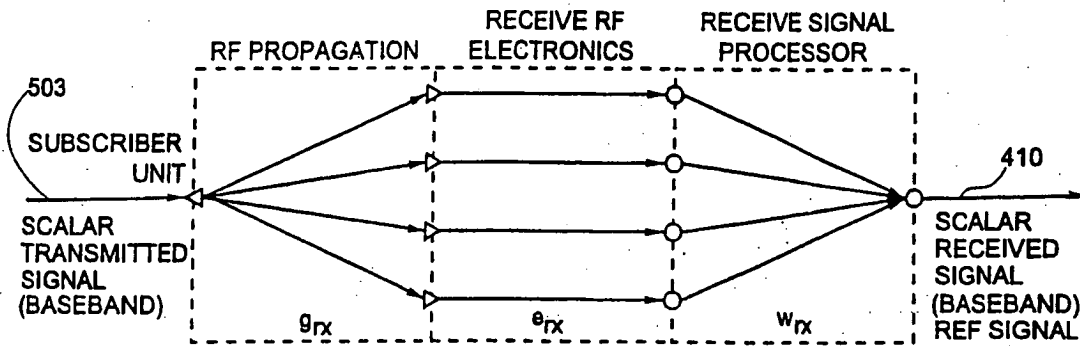 RF PROPAGATION
RECEIVE RF
ELECTRONICS
RECEIVE SIGNAL
PROCESSOR
503
SUBSCRIBER
UNIT
SCALAR
TRANSMITTED
SIGNAL
(BASEBAND)
grx
erx
wrx
410
SCALAR
RECEIVED
SIGNAL
(BASEBAND)
REF SIGNAL